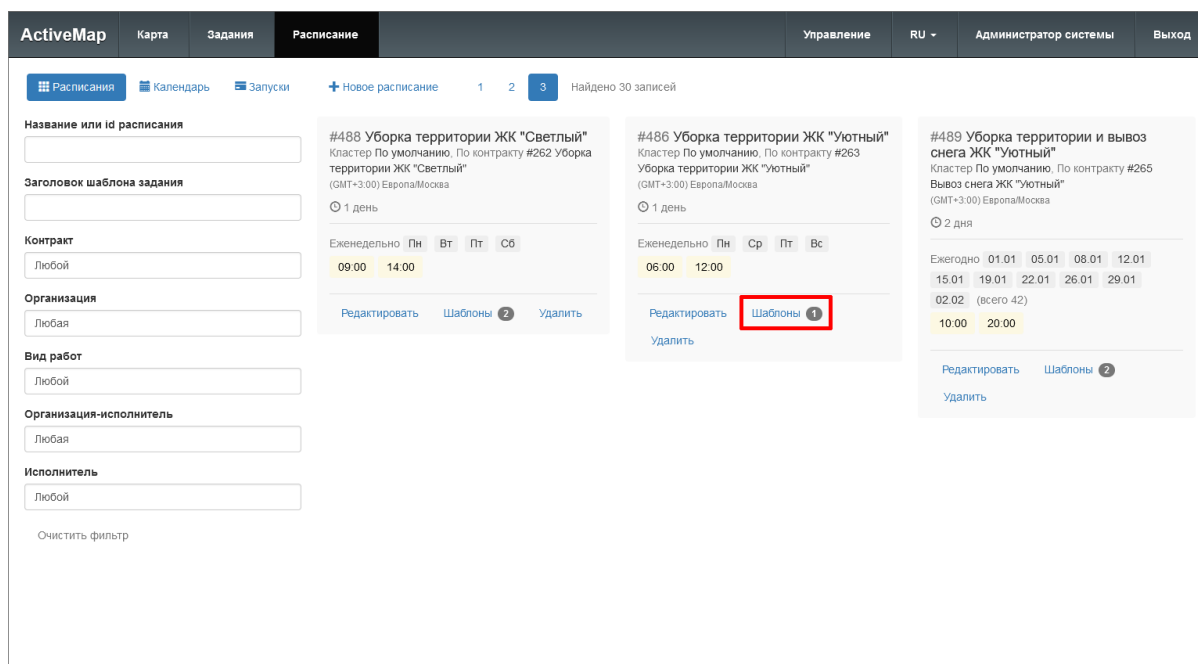 ActiveMap Карта Задания Расписание Управление RU Администратор системы Выход
Расписания Календарь Запуски Новое расписание 1 2 3 Найдено 30 записей
Название или id расписания
Заголовок шаблона задания
Контракт
Любой
Организация
Любая
Вид работ
Любой
Организация-исполнитель
Любая
Исполнитель
Любой
Очистить фильтр
#488 Уборка территории ЖК "Светлый"
Кластер По умолчанию, По контракту #262 Уборка
территории ЖК "Светлый"
(GMT+3:00) Европа/Москва
1 день
Еженедельно Пн Вт Пт Сб
09:00 14:00
Редактировать Шаблоны 2 Удалить
#486 Уборка территории ЖК "Уютный"
Кластер По умолчанию, По контракту #263
Уборка территории ЖК "Уютный"
(GMT+3:00) Европа/Москва
1 день
Еженедельно Пн Ср Пт Вс
06:00 12:00
Редактировать Шаблоны 1
Удалить
#489 Уборка территории и вывоз
снега ЖК "Уютный"
Кластер По умолчанию, По контракту #265
Вывоз снега ЖК "Уютный"
(GMT+3:00) Европа/Москва
2 дня
Ежегодно 01.01 05.01 08.01 12.01
15.01 19.01 22.01 26.01 29.01
02.02 (всего 42)
10:00 20:00
Редактировать Шаблоны 2
Удалить